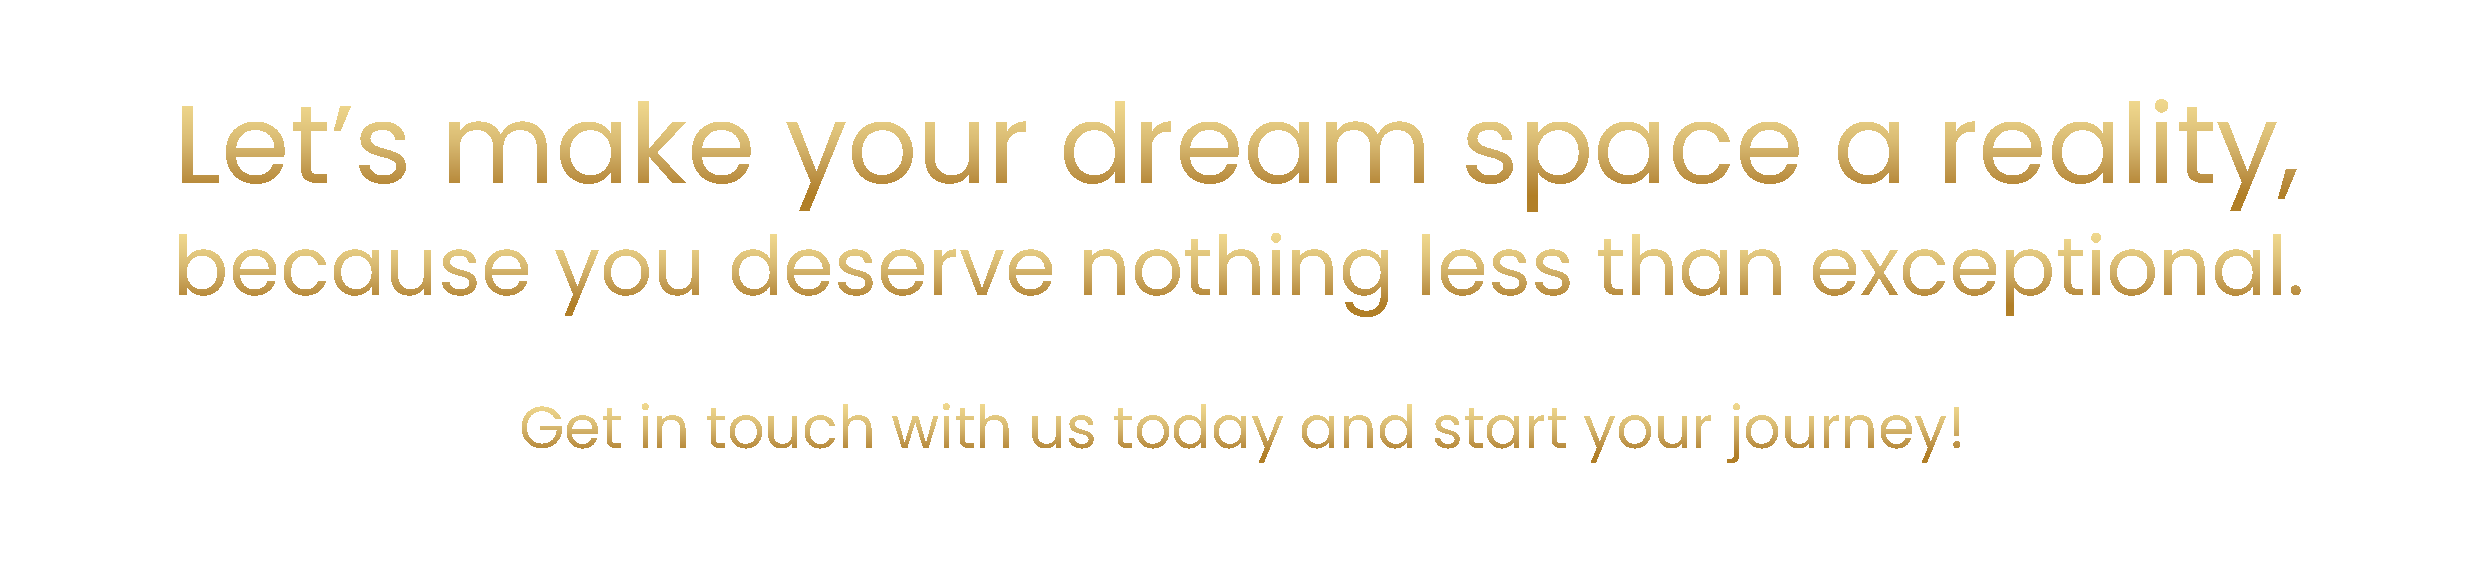 Let’s make your dream space a reality,
because you deserve nothing less than exceptional.
Get in touch with us today and start your journey!